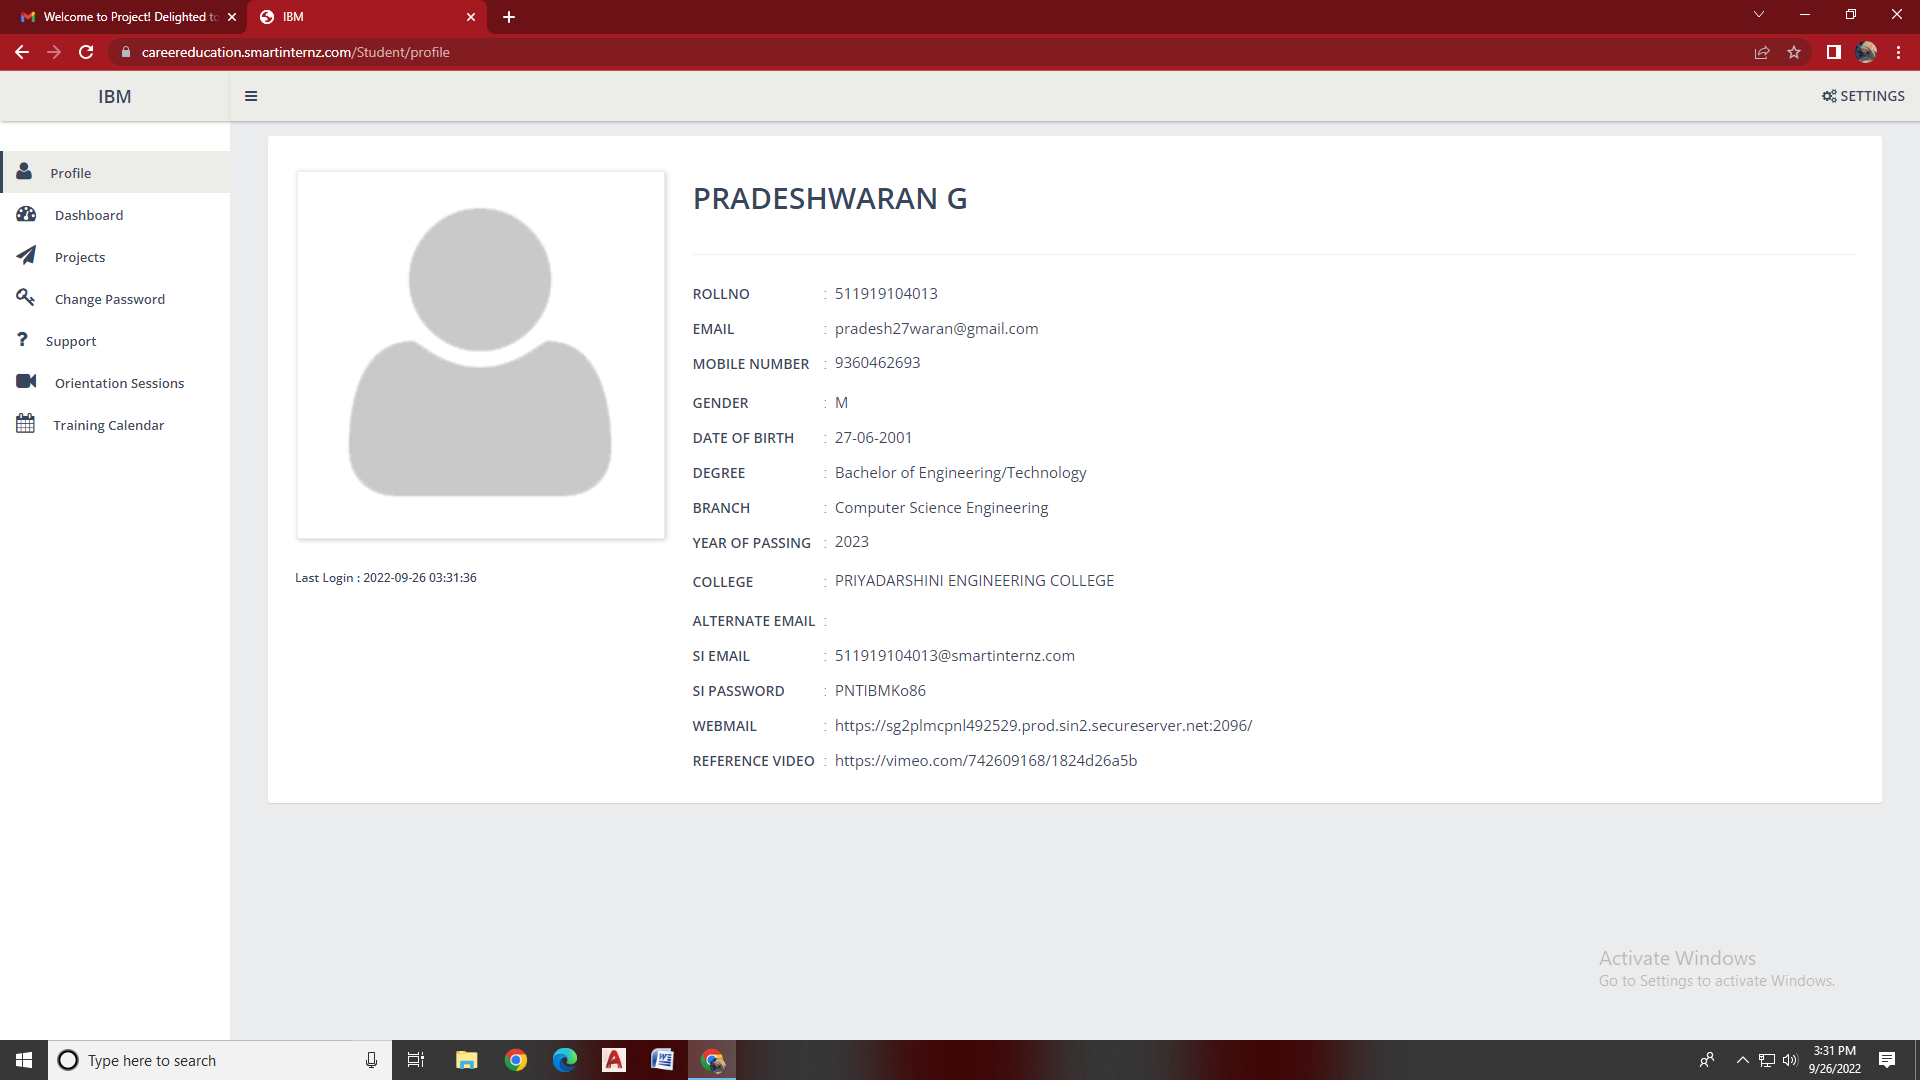 Welcome to Project! Delighted to
IBM
careereducation.smartinternz.com/Student/profile
IBM
SETTINGS
Profile
Dashboard
Projects
Change Password
Support
Orientation Sessions
Training Calendar
PRADESHWARAN G
ROLLNO : 511919104013
EMAIL : pradesh27waran@gmail.com
MOBILE NUMBER : 9360462693
GENDER : M
DATE OF BIRTH : 27-06-2001
DEGREE : Bachelor of Engineering/Technology
BRANCH : Computer Science Engineering
YEAR OF PASSING : 2023
COLLEGE : PRIYADARSHINI ENGINEERING COLLEGE
ALTERNATE EMAIL :
SI EMAIL : 511919104013@smartinternz.com
SI PASSWORD : PNTIBMKo86
WEBMAIL : https://sg2plmcpnl492529.prod.sin2.secureserver.net:2096/
REFERENCE VIDEO : https://vimeo.com/742609168/1824d26a5b
Last Login : 2022-09-26 03:31:36
Activate Windows
Go to Settings to activate Windows.
Type here to search
3:31 PM
9/26/2022